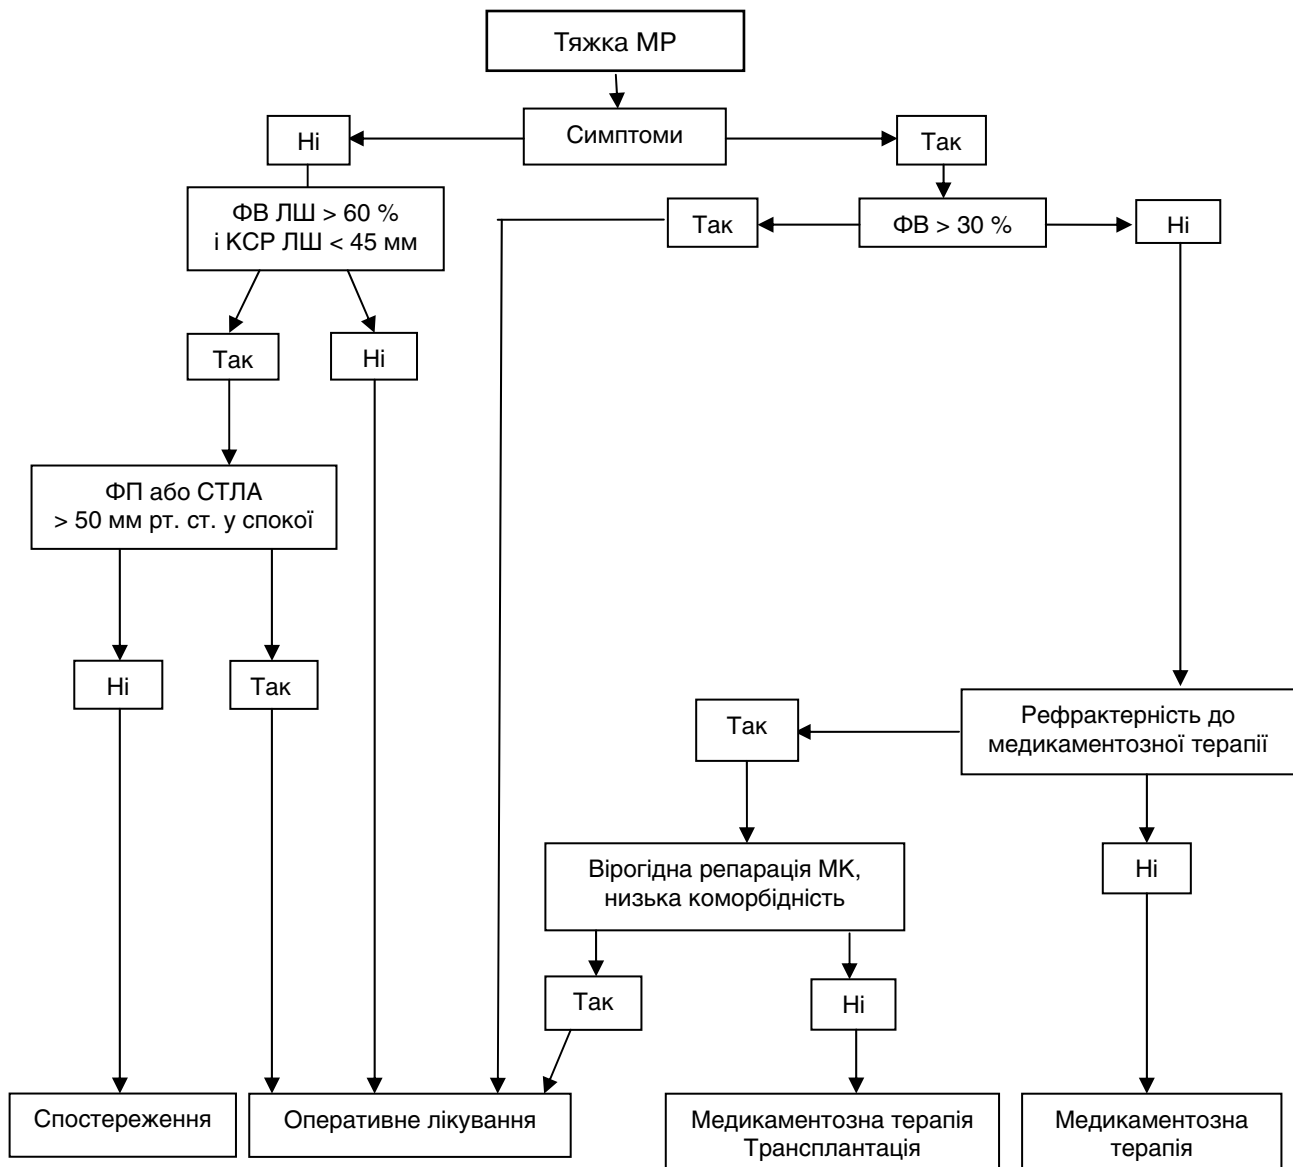 Тяжка МР
Симптоми
Ні
Так
ФВ ЛШ > 60 %
і КСР ЛШ < 45 мм
Так
ФВ > 30 %
Ні
Так
Ні
ФП або СТЛА
> 50 мм рт. ст. у спокої
Ні
Так
Так
Рефрактерність до
медикаментозної терапії
Вірогідна репарація МК,
низька коморбідність
Ні
Так
Ні
Спостереження
Оперативне лікування
Медикаментозна терапія
Трансплантація
Медикаментозна
терапія